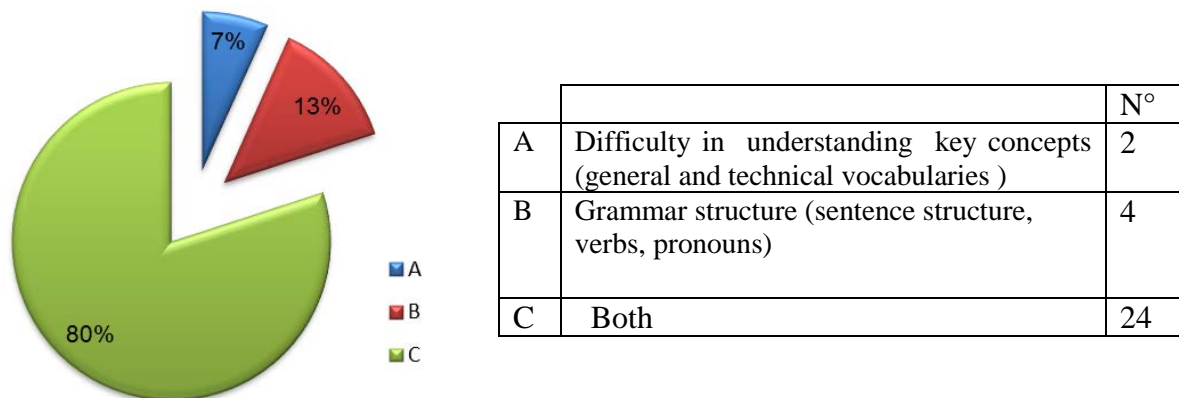 7%
13%
80%
A
B
C
N°
A Difficulty in understanding key concepts 2
(general and technical vocabularies )
B Grammar structure (sentence structure, 4
verbs, pronouns)
C Both 24